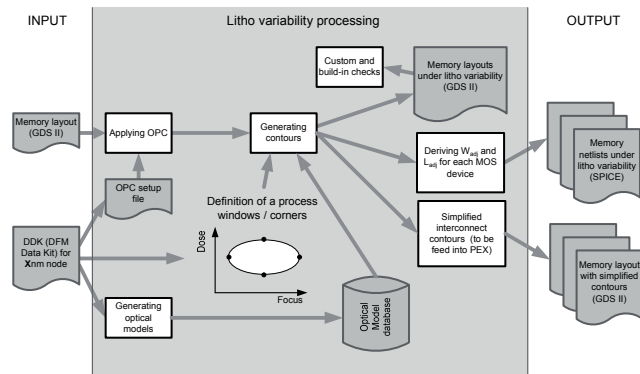 INPUT
Litho variability processing
OUTPUT
Custom and
build-in checks
Memory layouts
under litho variability
(GDS II)
Memory layout
(GDS II)
Applying OPC
Generating
contours
Deriving Wadj and
Ladj for each MOS
device
Memory
netlists under
litho variability
(SPICE)
OPC setup
file
Definition of a process
windows / corners
Simplified
interconnect
contours (to be
feed into PEX)
DDK (DFM
Data Kit) for
Xnm node
Dose
Focus
Memory layout
with simplified
contours
(GDS II)
Generating
optical
models
Optical
Model
database